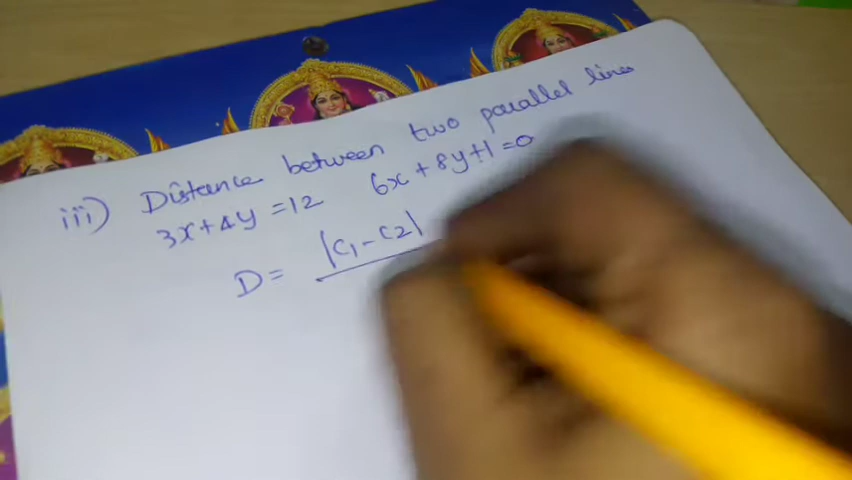 iii) Distance between two parallel lines
3x+4y=12 6x+8y+1=0
D= |C1-C2|